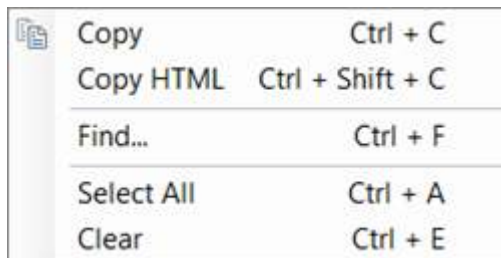 Copy Ctrl + C
Copy HTML Ctrl + Shift + C
Find... Ctrl + F
Select All Ctrl + A
Clear Ctrl + E